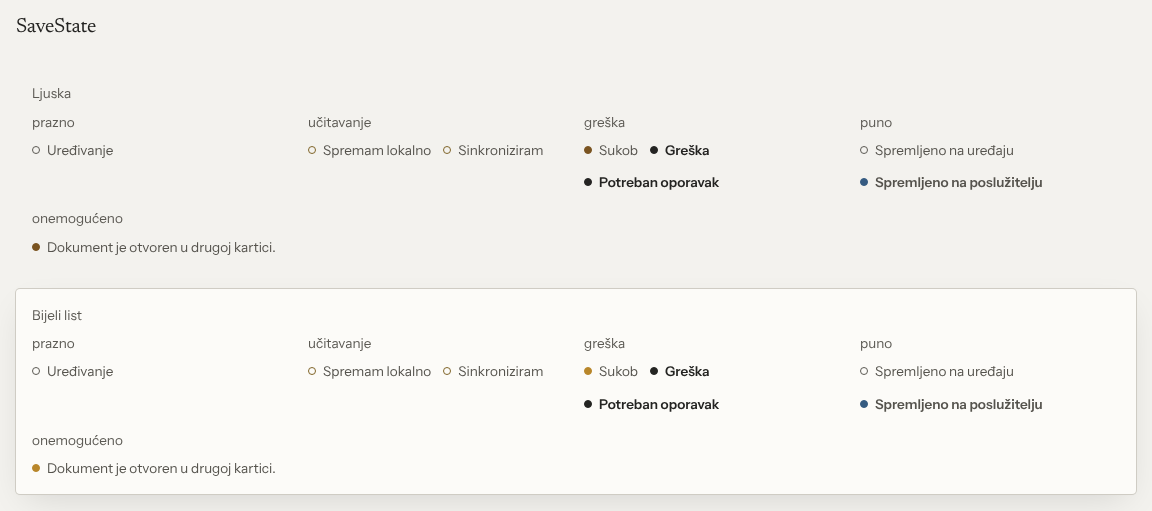 SaveState
Ljuska
prazno
učitavanje
greška
puno
Uređivanje
Spremam lokalno
Sinkroniziram
Sukob
Greška
Spremljeno na uređaju
Potreban oporavak
Spremljeno na poslužitelju
onemogućeno
Dokument je otvoren u drugoj kartici.
Bijeli list
prazno
učitavanje
greška
puno
Uređivanje
Spremam lokalno
Sinkroniziram
Sukob
Greška
Spremljeno na uređaju
Potreban oporavak
Spremljeno na poslužitelju
onemogućeno
Dokument je otvoren u drugoj kartici.